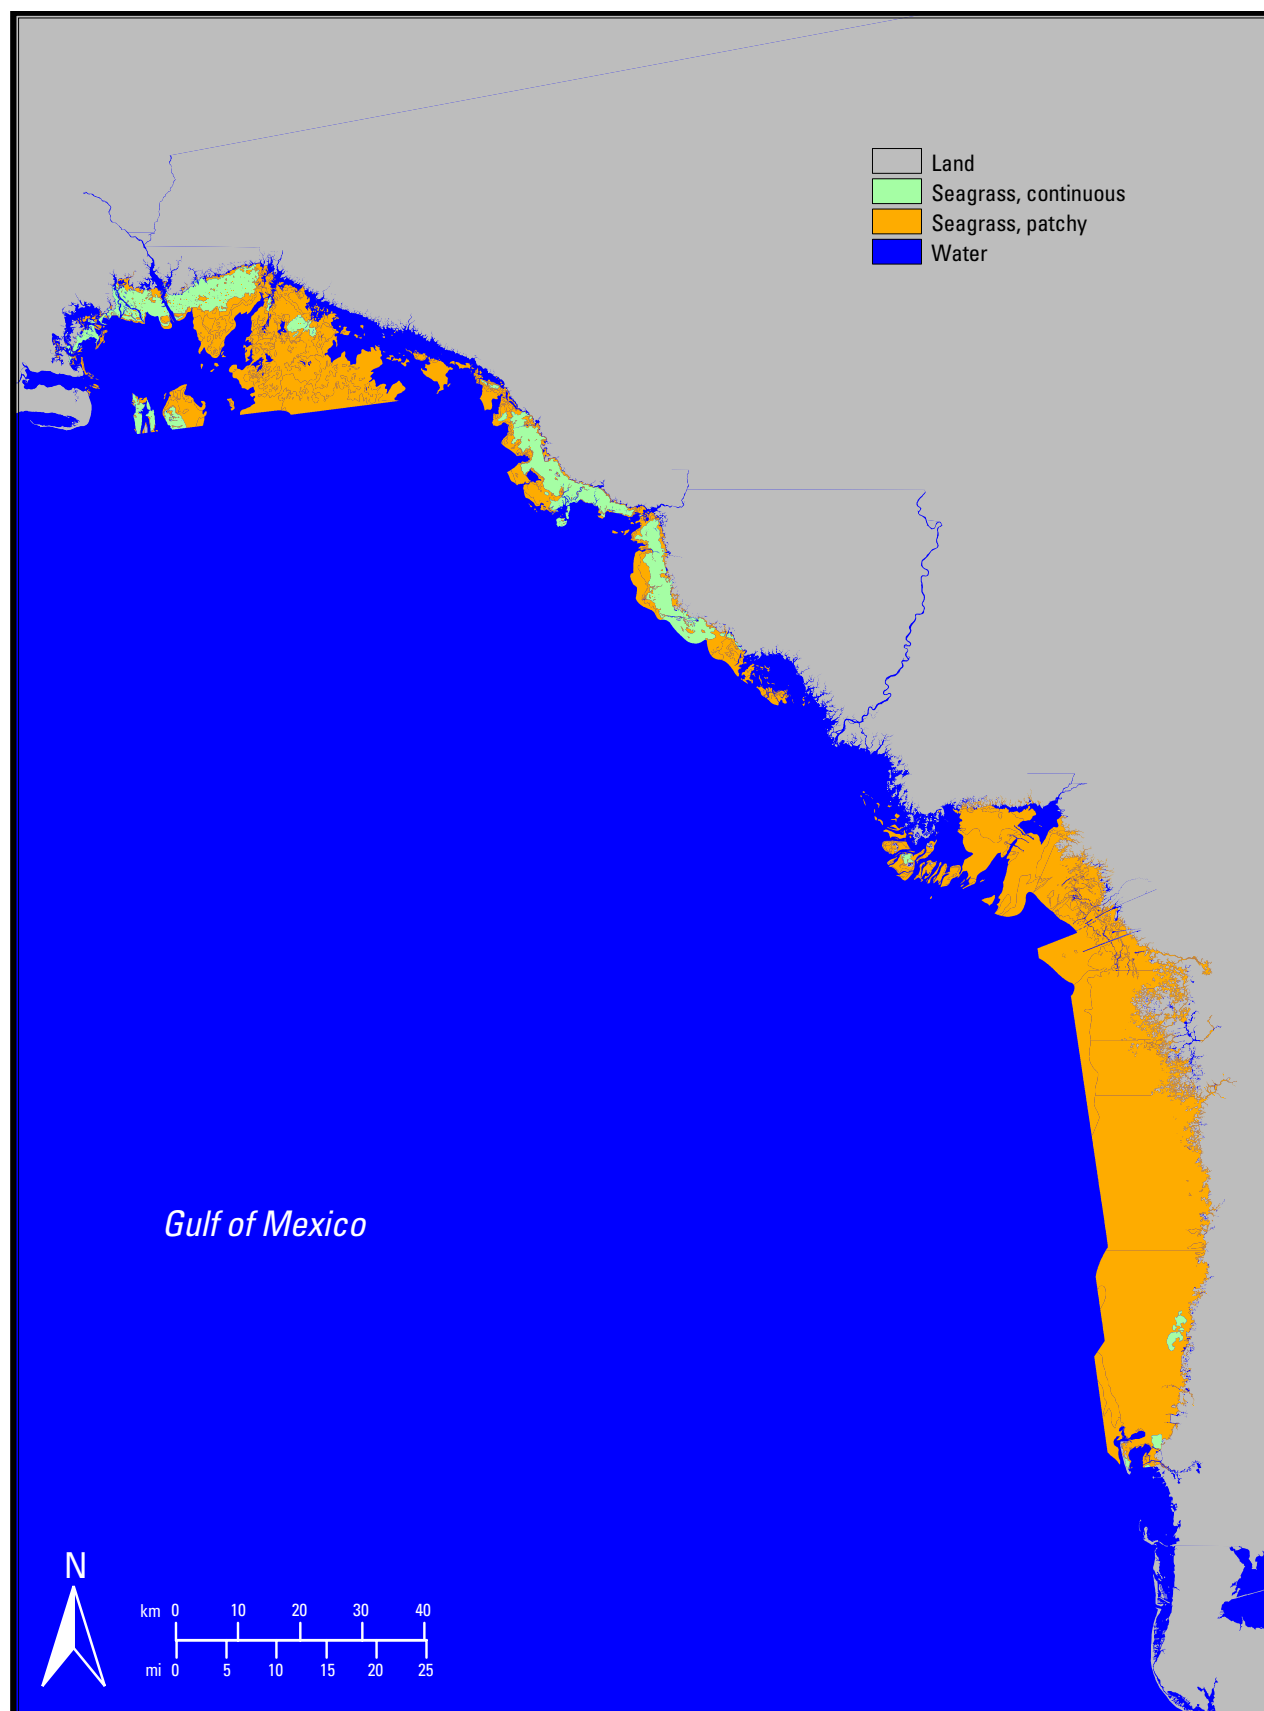 Land
Seagrass, continuous
Seagrass, patchy
Water
Gulf of Mexico
N
km 0 10 20 30 40
mi 0 5 10 15 20 25